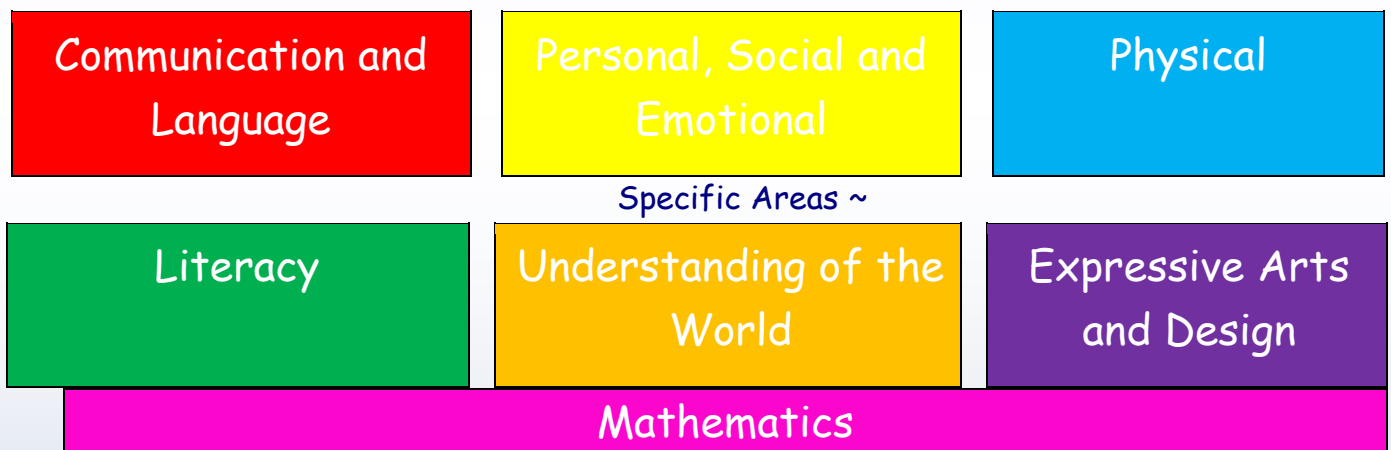 Communication and
Language
Personal, Social and
Emotional
Physical
Specific Areas ~
Literacy
Understanding of the
World
Expressive Arts
and Design
Mathematics